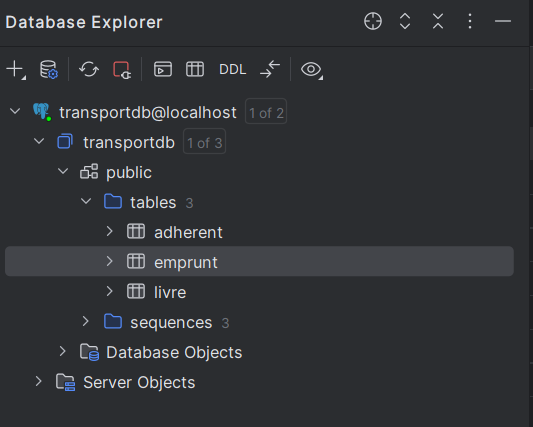 Database Explorer
DDL
transportdb@localhost 1 of 2
transportdb 1 of 3
public
tables 3
adherent
emprunt
livre
sequences 3
Database Objects
Server Objects